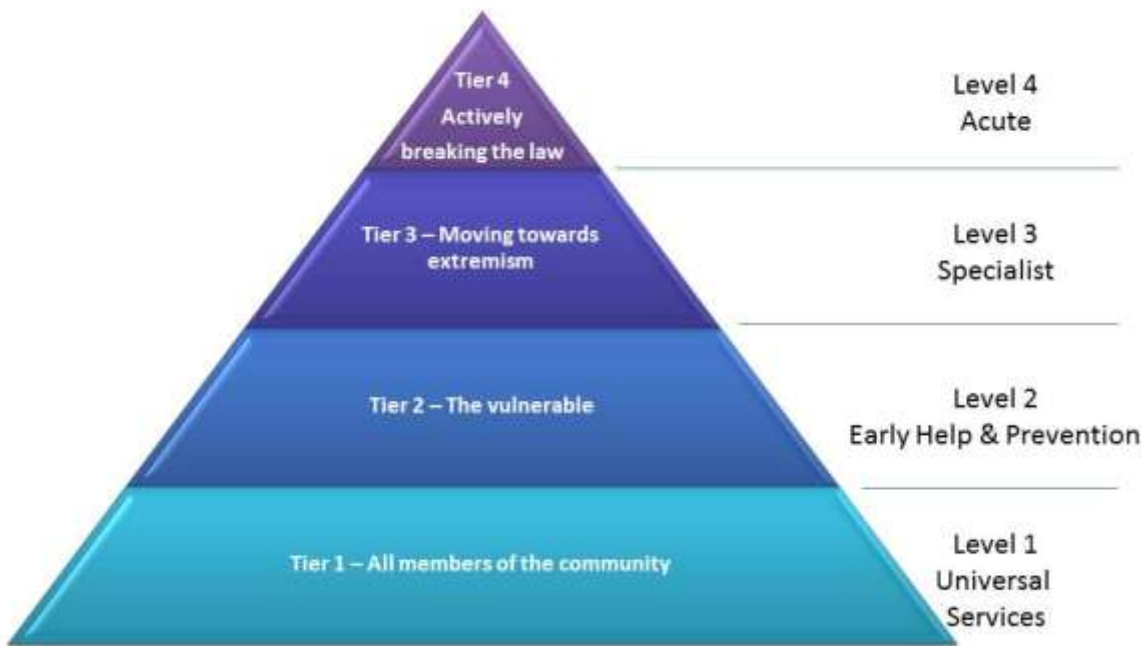 Tier 4
Actively
breaking the law
Level 4
Acute
Tier 3 – Moving towards
extremism
Level 3
Specialist
Tier 2 – The vulnerable
Level 2
Early Help & Prevention
Tier 1 – All members of the community
Level 1
Universal
Services